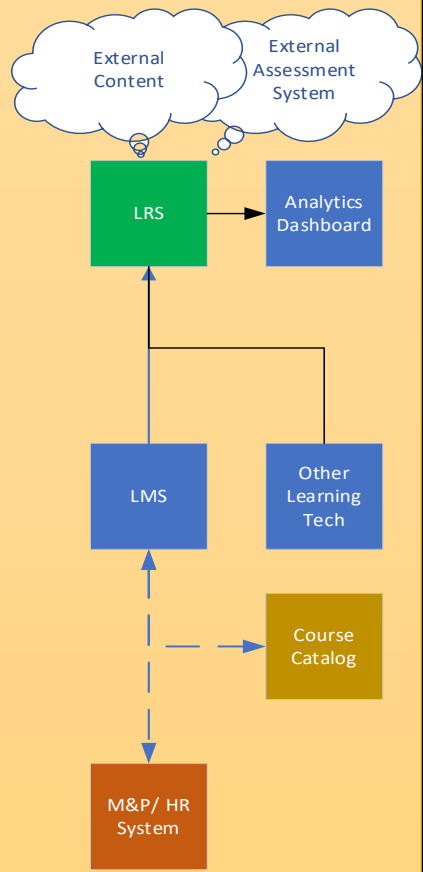 External
Content
External
Assessment
System
LRS
Analytics
Dashboard
LMS
Other
Learning
Tech
Course
Catalog
M&P/ HR
System